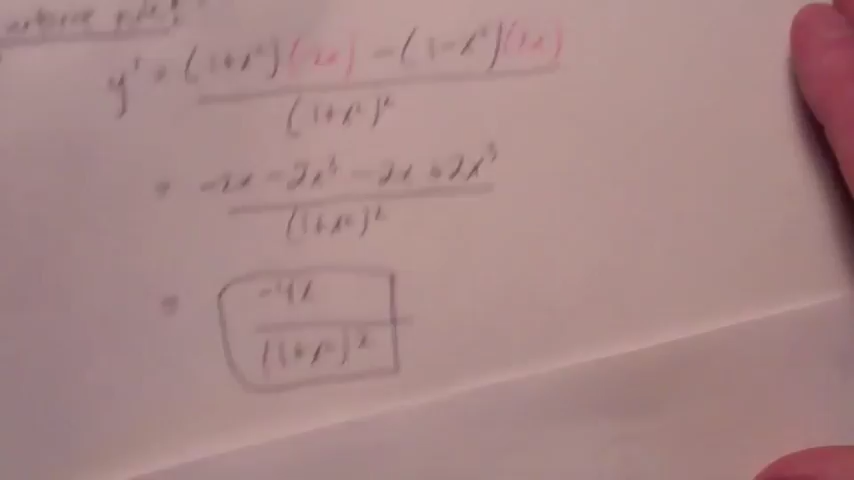 y' = (1+x²)(-2x) - (1-x²)(2x)
(1+x²)²
= -2x - 2x³ - 2x + 2x³
(1+x²)²
= -4x
(1+x²)²